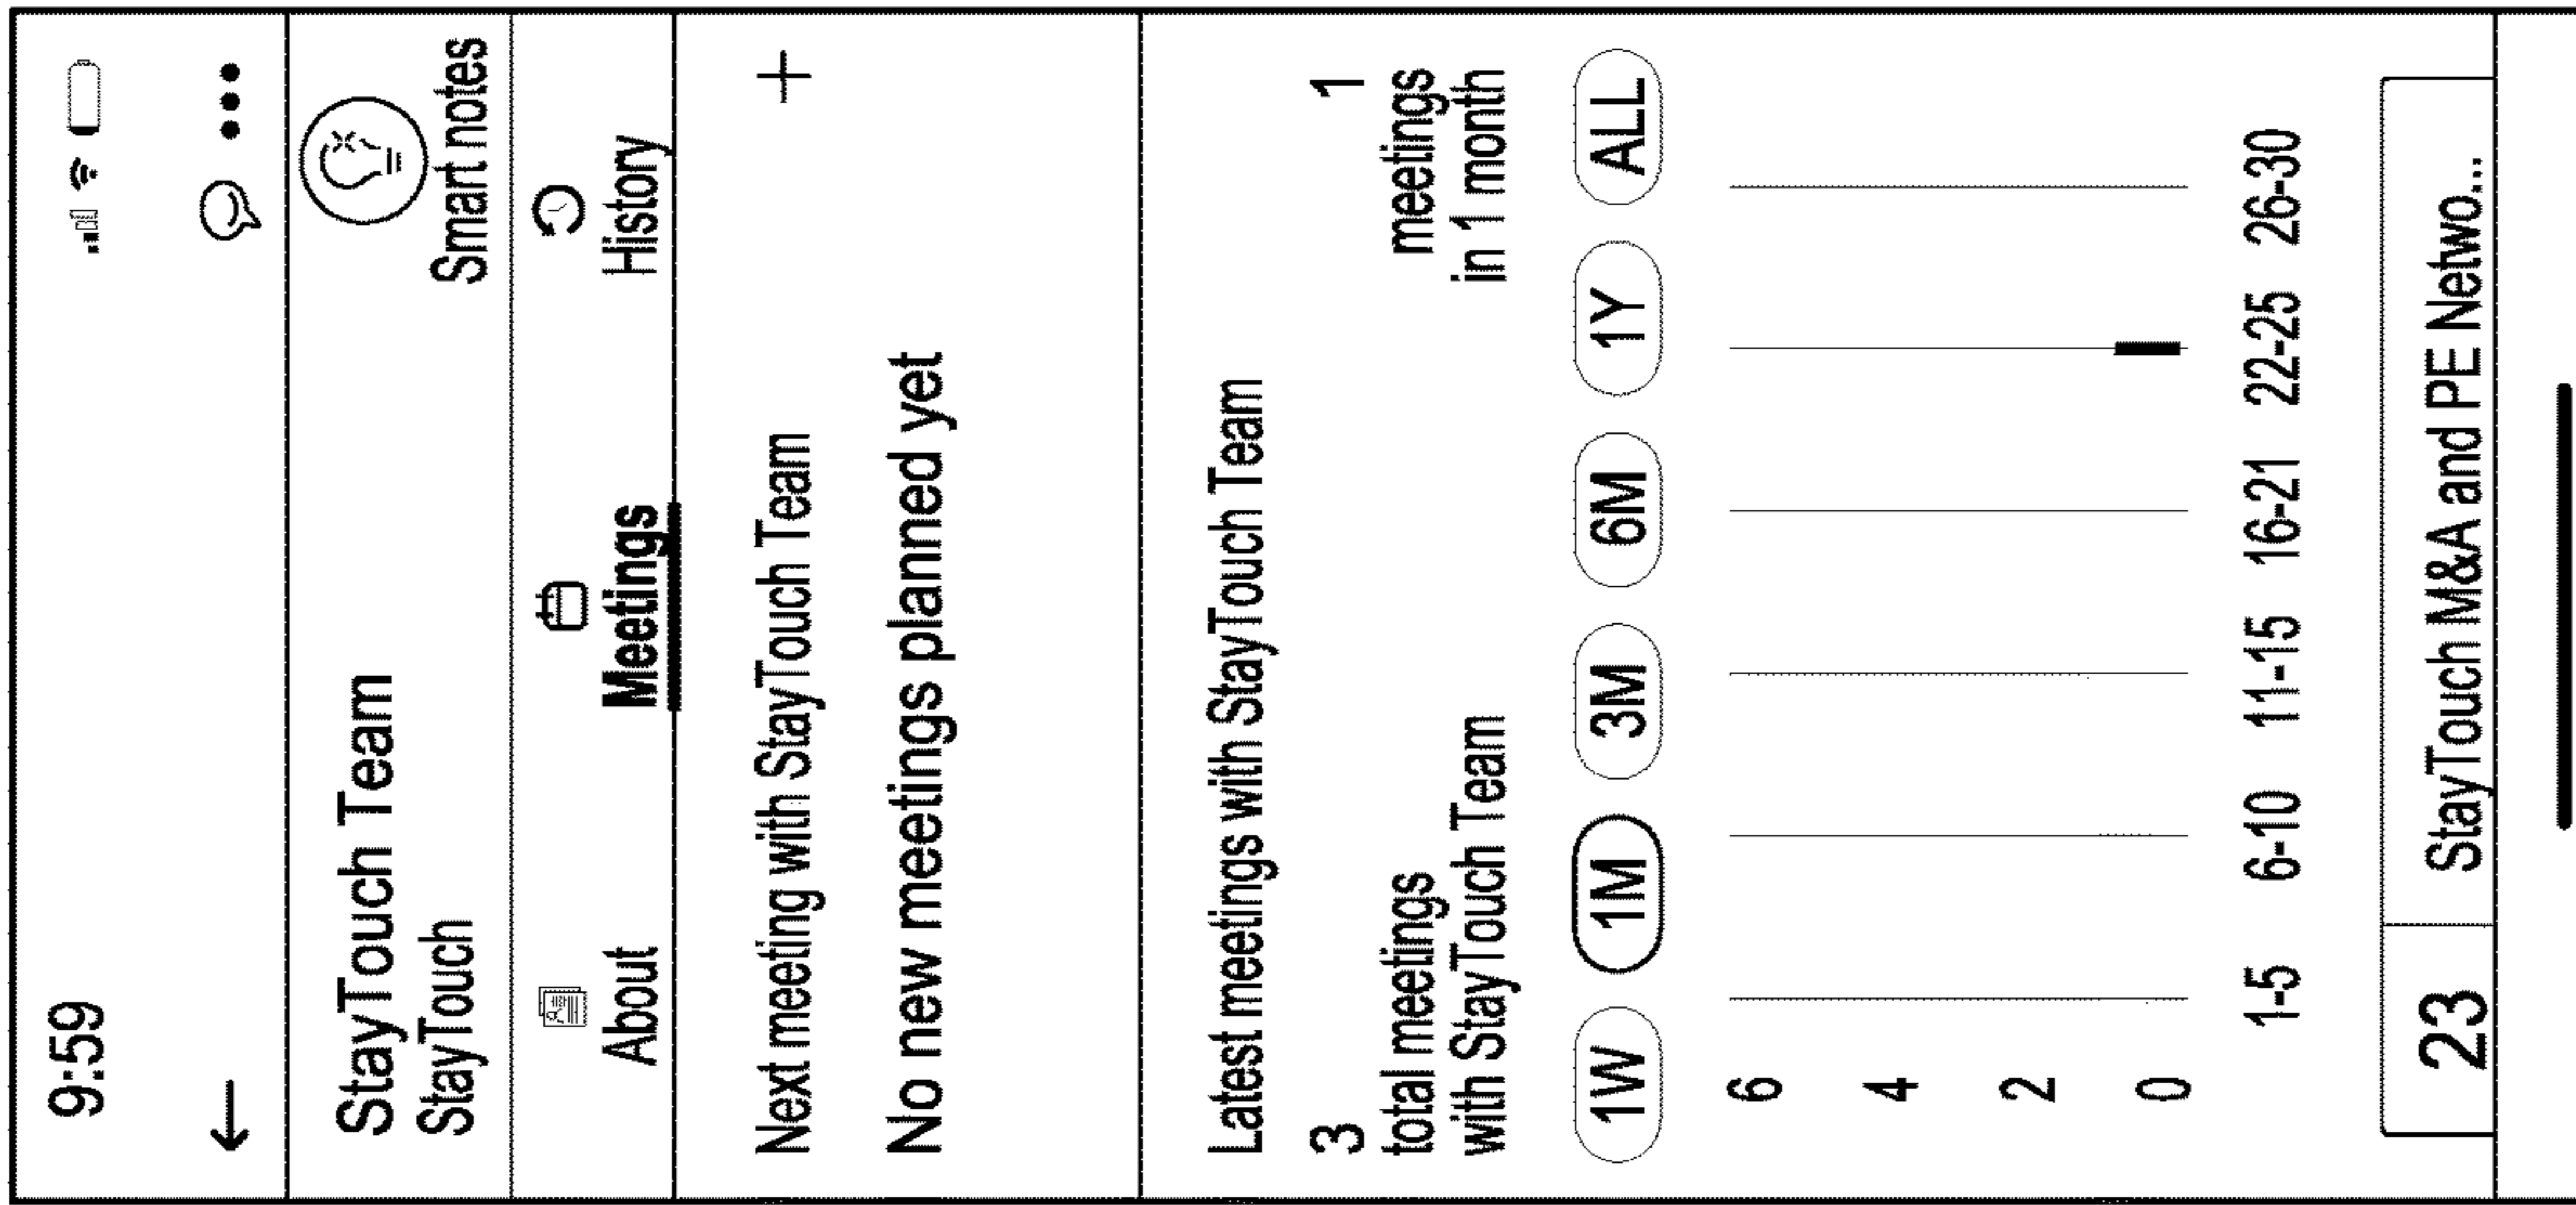 9:59
StayTouch Team
StayTouch
Smart notes
About
Meetings
History
Next meeting with StayTouch Team
+
No new meetings planned yet
Latest meetings with StayTouch Team
3
1
total meetings
with StayTouch Team
meetings
in 1 month
1W 1M 3M 6M 1Y ALL
6
4
2
0
1-5 6-10 11-15 16-21 22-25 26-30
23 StayTouch M&A and PE Netwo...